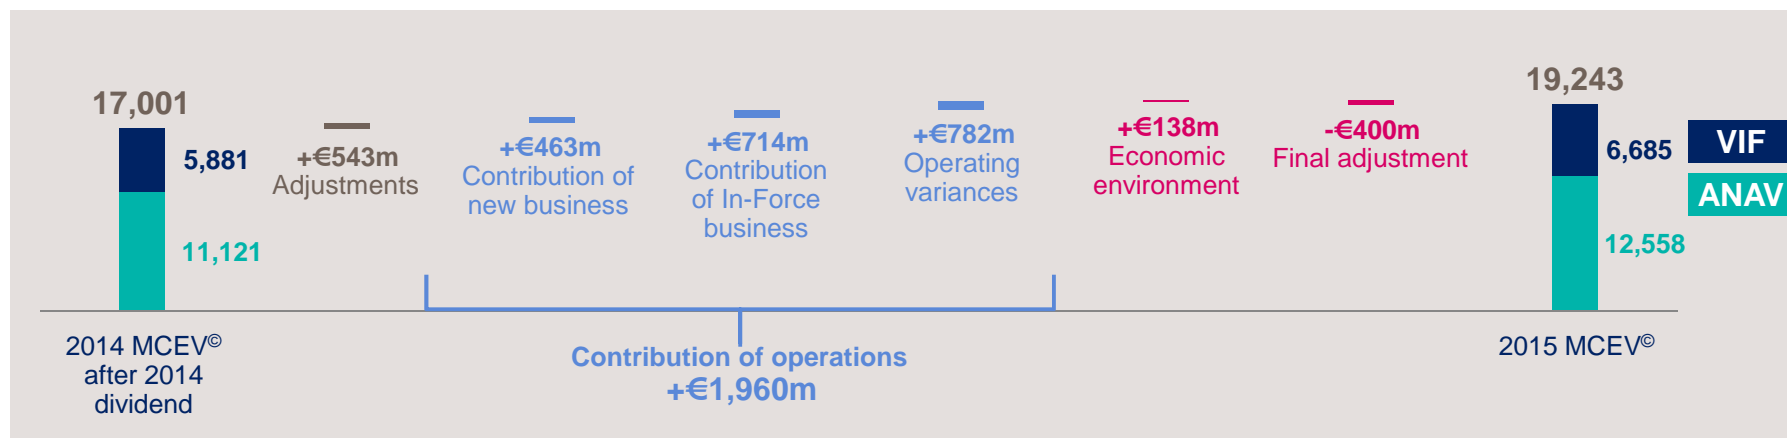 17,001
5,881
11,121
2014 MCEV©
after 2014
dividend
+€543m
Adjustments
+€463m
Contribution of
new business
+€714m
Contribution
of In-Force
business
+€782m
Operating
variances
Contribution of operations
+€1,960m
+€138m
Economic
environment
-€400m
Final adjustment
19,243
6,685
12,558
2015 MCEV©
VIF
ANAV